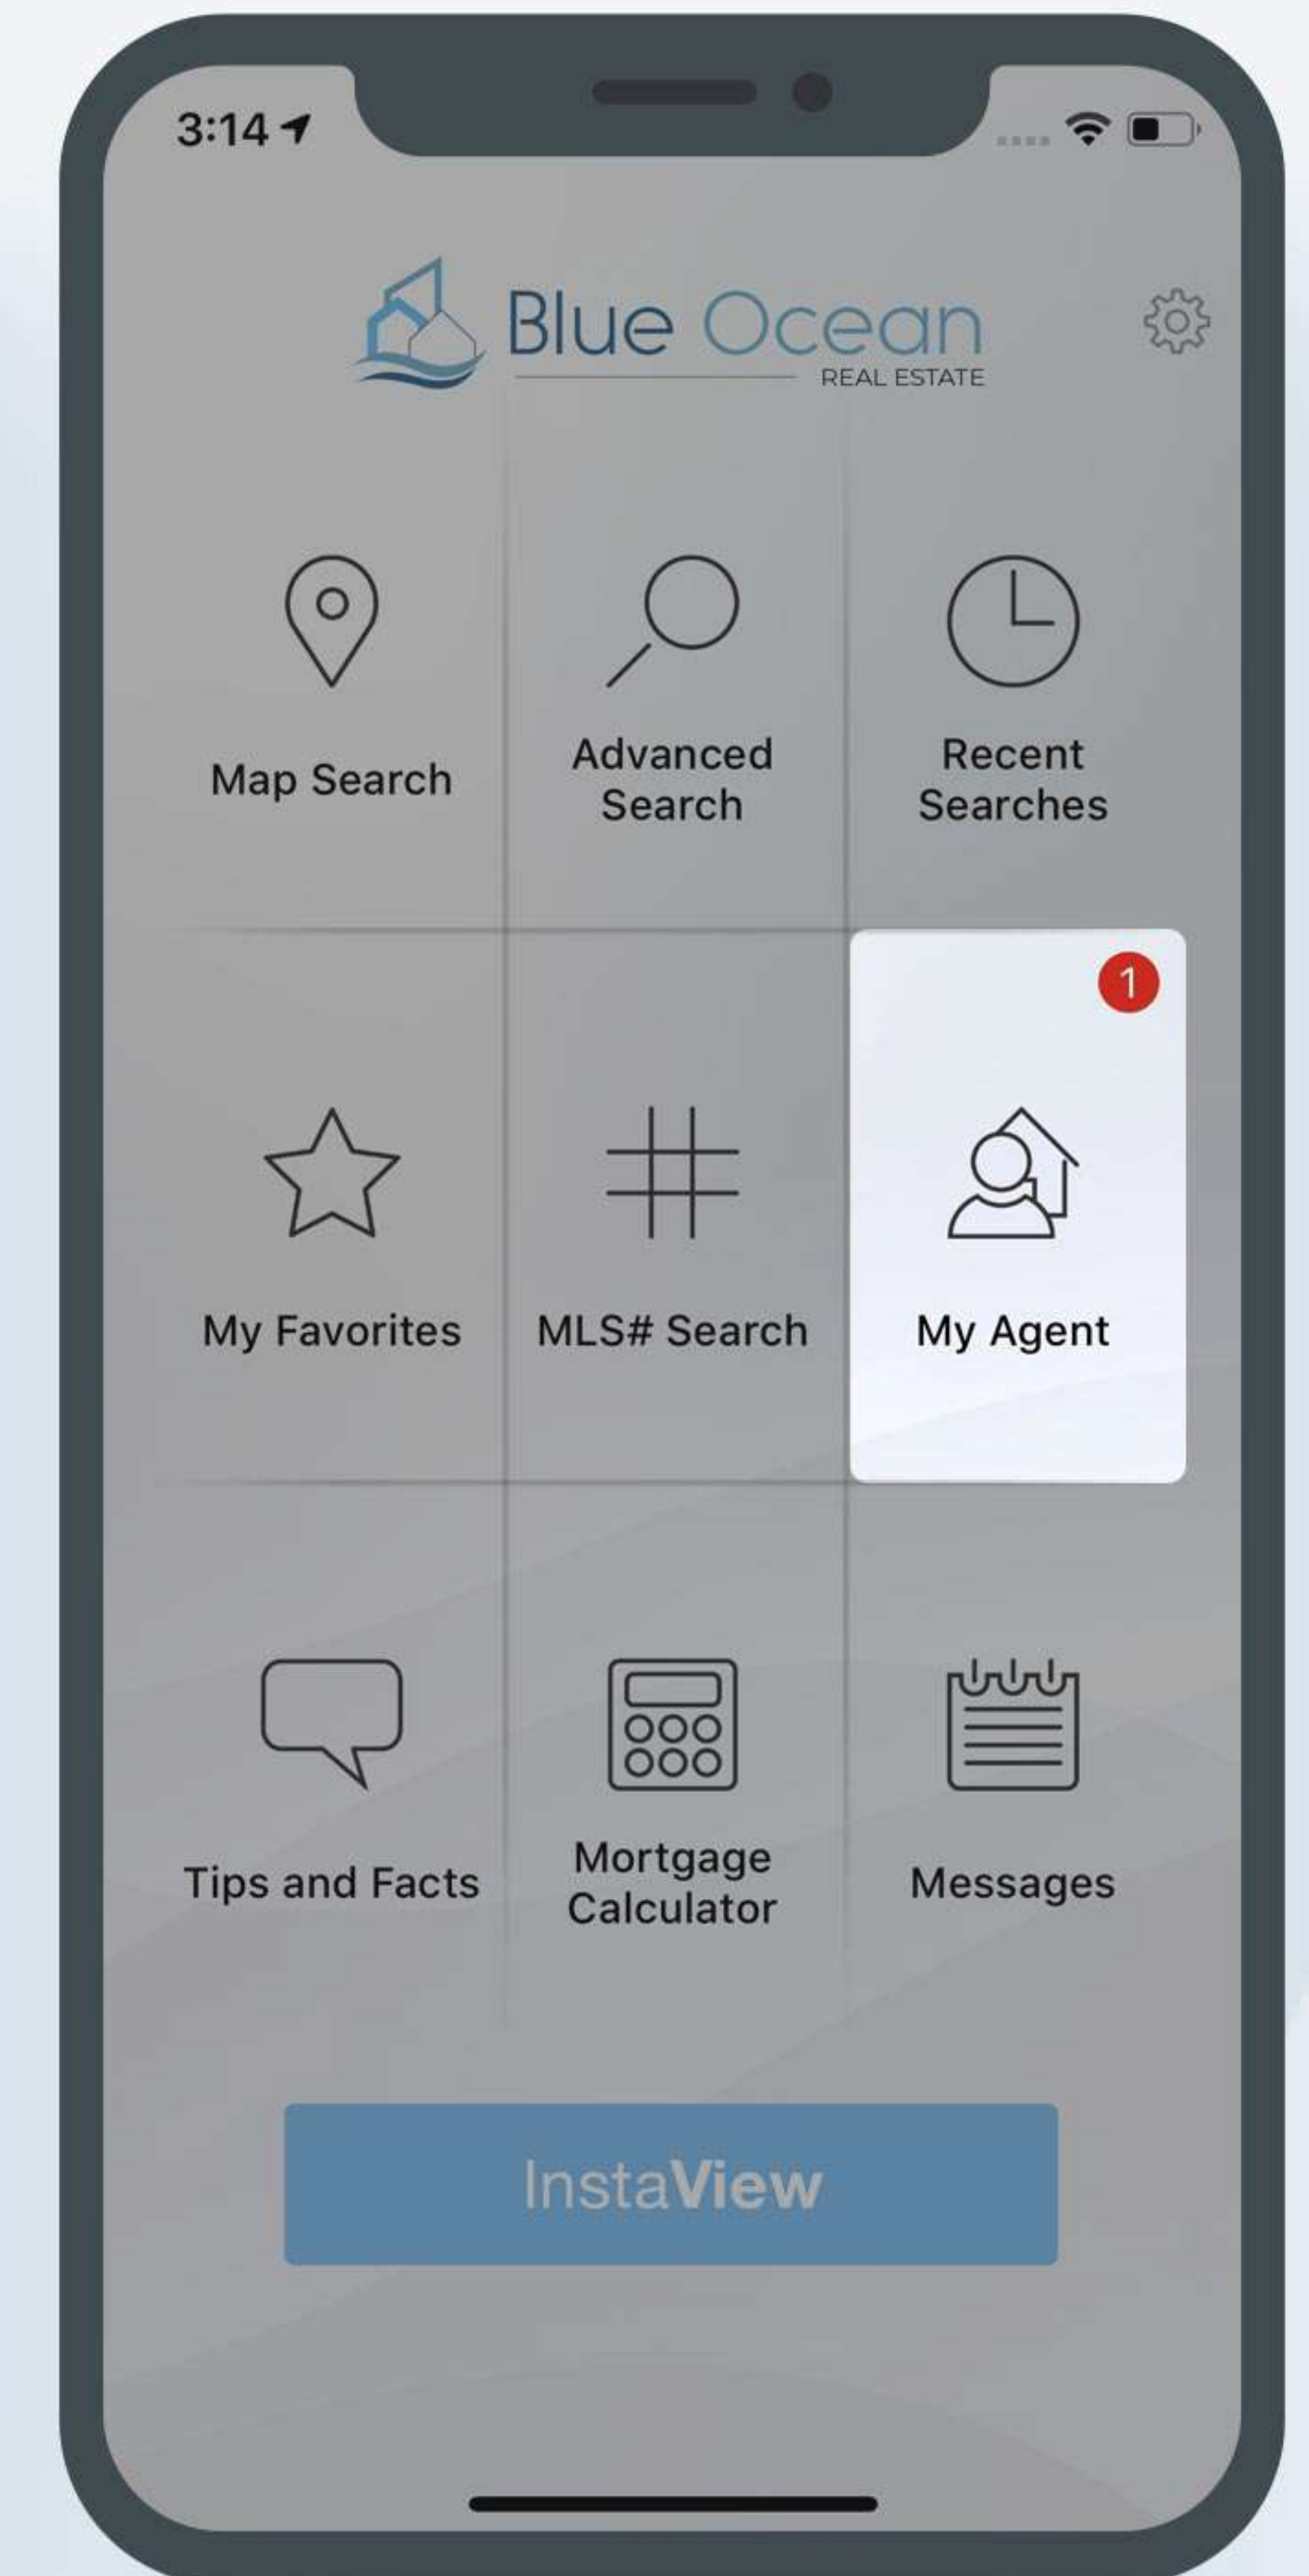 3:14
Blue Ocean
REAL ESTATE
Map Search
Advanced
Search
Recent
Searches
1
My Favorites
MLS# Search
My Agent
Tips and Facts
Mortgage
Calculator
Messages
InstaView